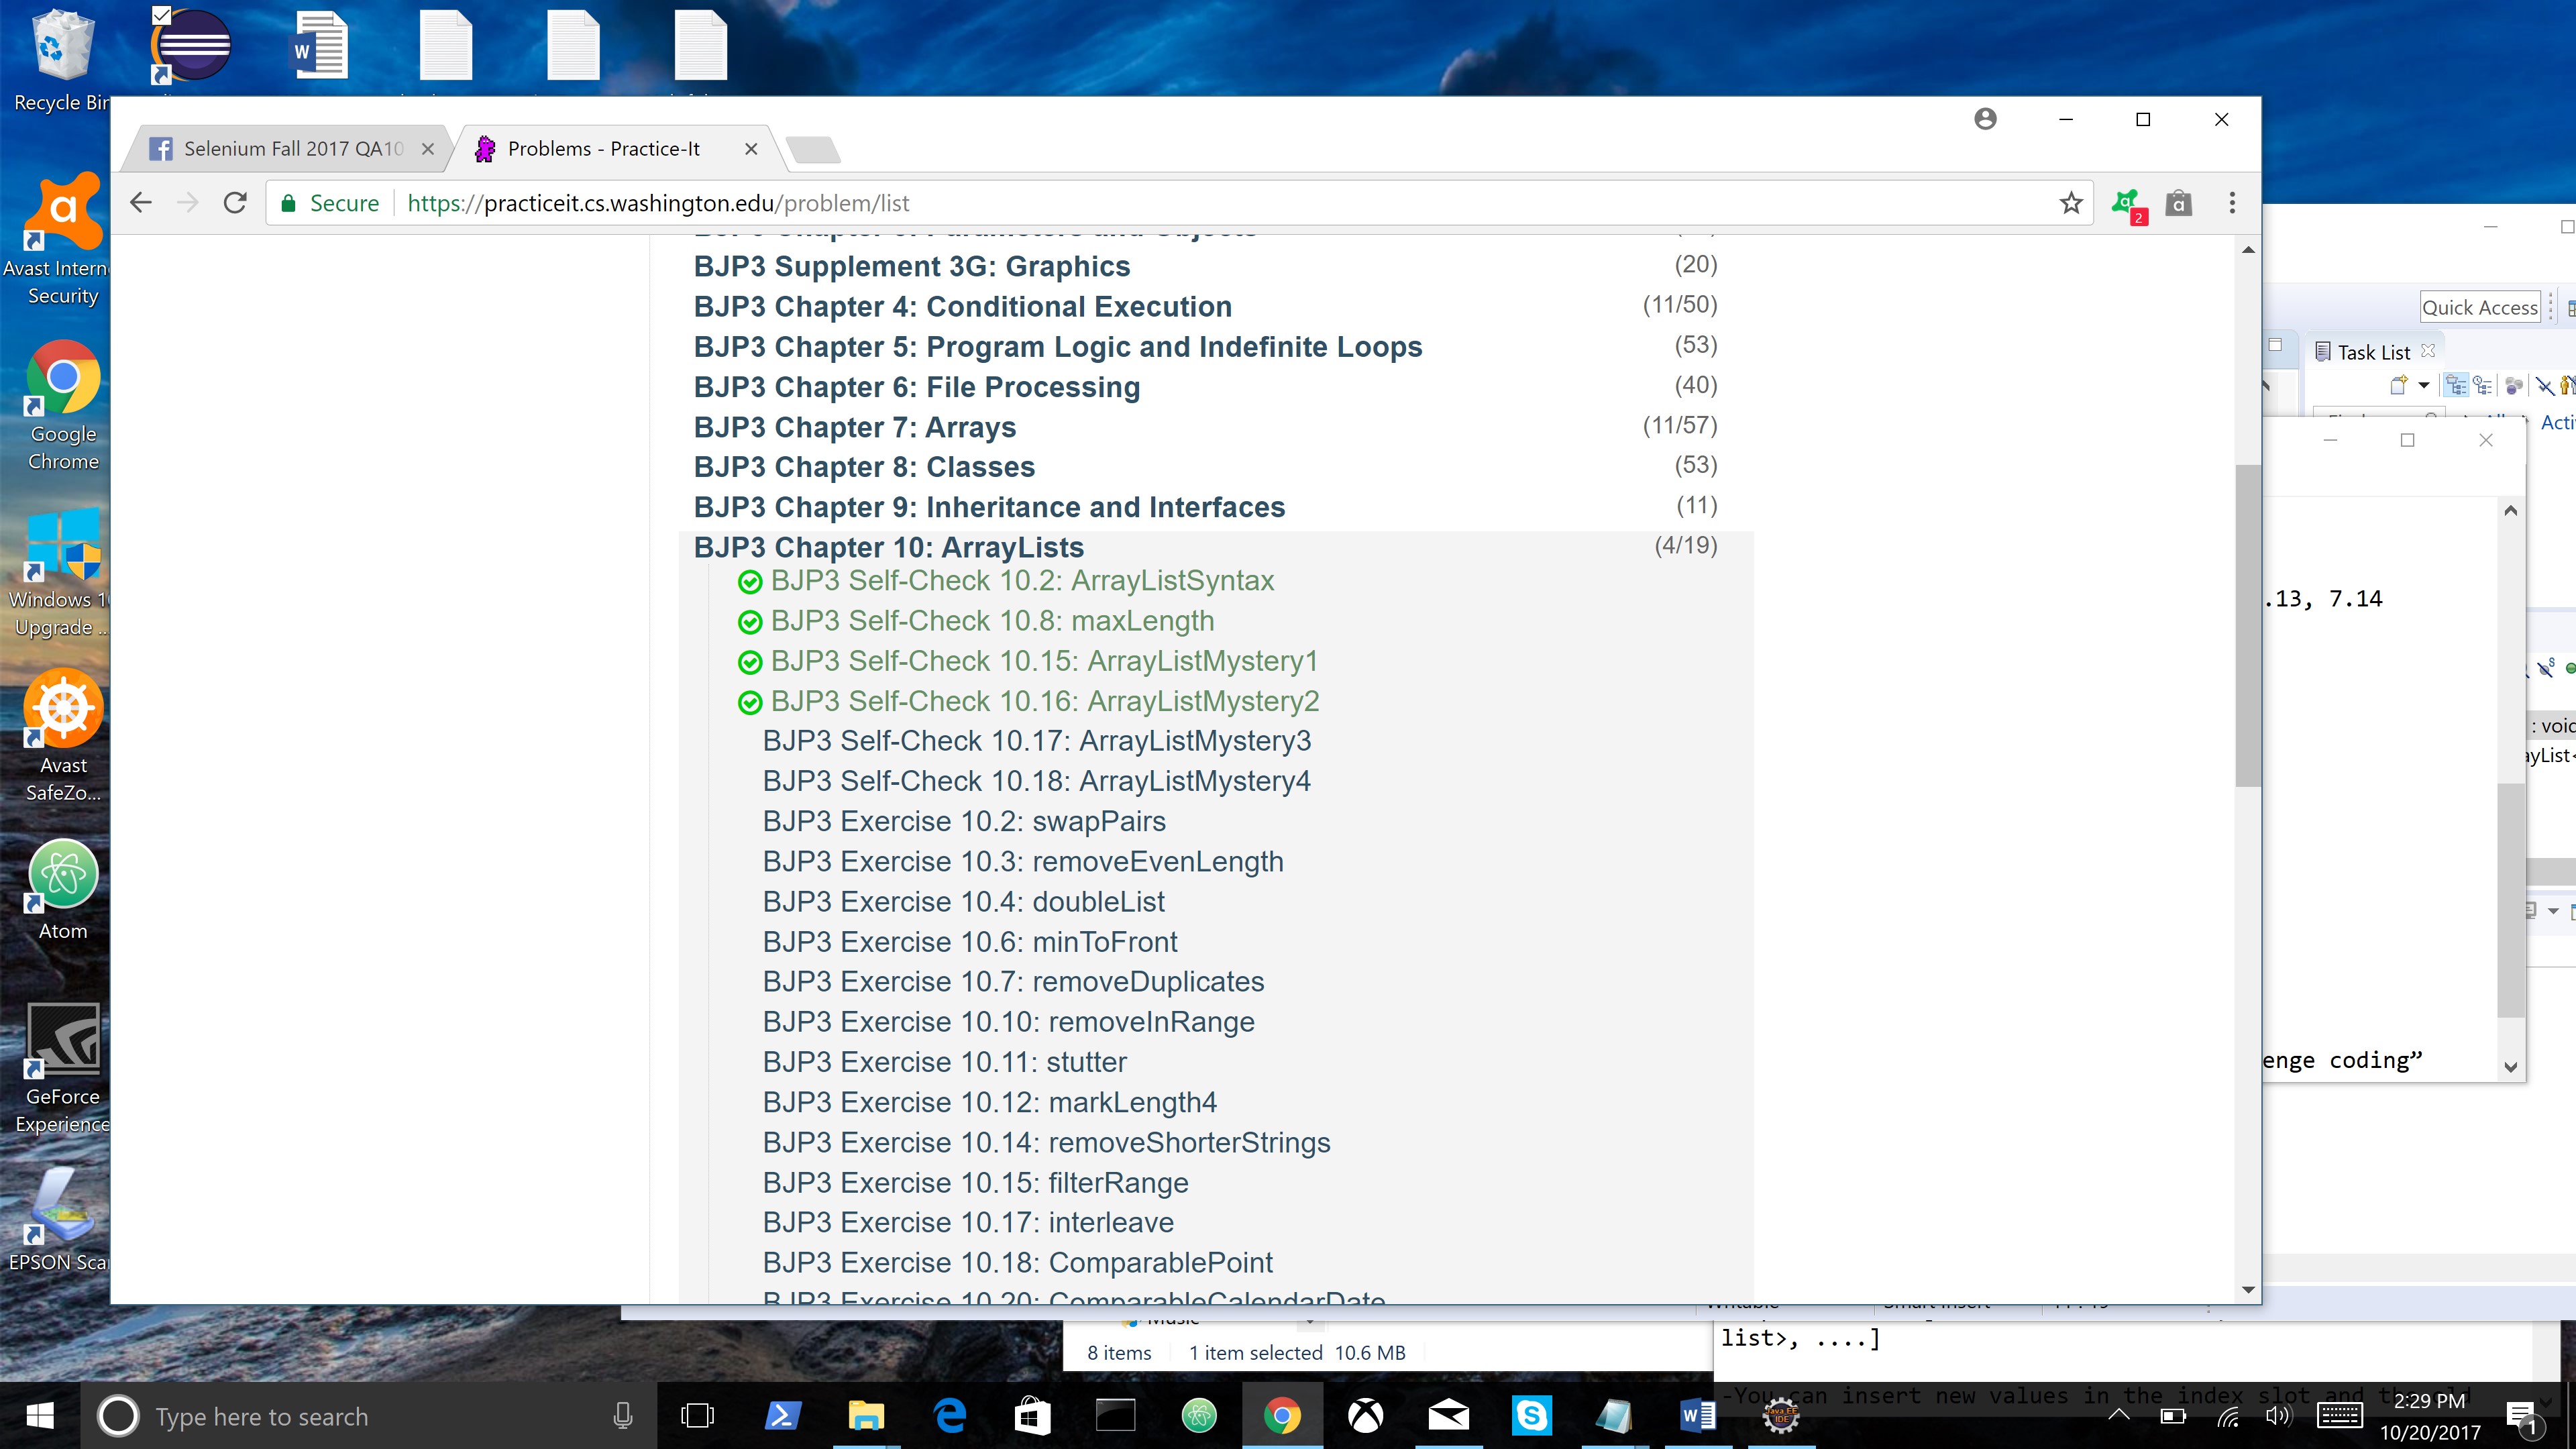 Recycle Bin
Selenium Fall 2017 QA10
Problems - Practice-It
Secure
https://practiceit.cs.washington.edu/problem/list
2
BJP3 Supplement 3G: Graphics (20)
BJP3 Chapter 4: Conditional Execution (11/50)
BJP3 Chapter 5: Program Logic and Indefinite Loops (53)
BJP3 Chapter 6: File Processing (40)
BJP3 Chapter 7: Arrays (11/57)
BJP3 Chapter 8: Classes (53)
BJP3 Chapter 9: Inheritance and Interfaces (11)
BJP3 Chapter 10: ArrayLists (4/19)
BJP3 Self-Check 10.2: ArrayListSyntax
BJP3 Self-Check 10.8: maxLength
BJP3 Self-Check 10.15: ArrayListMystery1
BJP3 Self-Check 10.16: ArrayListMystery2
BJP3 Self-Check 10.17: ArrayListMystery3
BJP3 Self-Check 10.18: ArrayListMystery4
BJP3 Exercise 10.2: swapPairs
BJP3 Exercise 10.3: removeEvenLength
BJP3 Exercise 10.4: doubleList
BJP3 Exercise 10.6: minToFront
BJP3 Exercise 10.7: removeDuplicates
BJP3 Exercise 10.10: removeInRange
BJP3 Exercise 10.11: stutter
BJP3 Exercise 10.12: markLength4
BJP3 Exercise 10.14: removeShorterStrings
BJP3 Exercise 10.15: filterRange
BJP3 Exercise 10.17: interleave
BJP3 Exercise 10.18: ComparablePoint
BJP3 Exercise 10.20: ComparableCalendarDate
Avast Intern
Security
Google
Chrome
Windows 1
Upgrade ...
Avast
SafeZo...
Atom
GeForce
Experience
EPSON Sca
Quick Access
Task List
Acti
.13, 7.14
: void
ayList<
enge coding”
Music
8 items 1 item selected 10.6 MB
list>, ....]
-You can insert new values in the index slot and
Type here to search
2:29 PM
10/20/2017
1